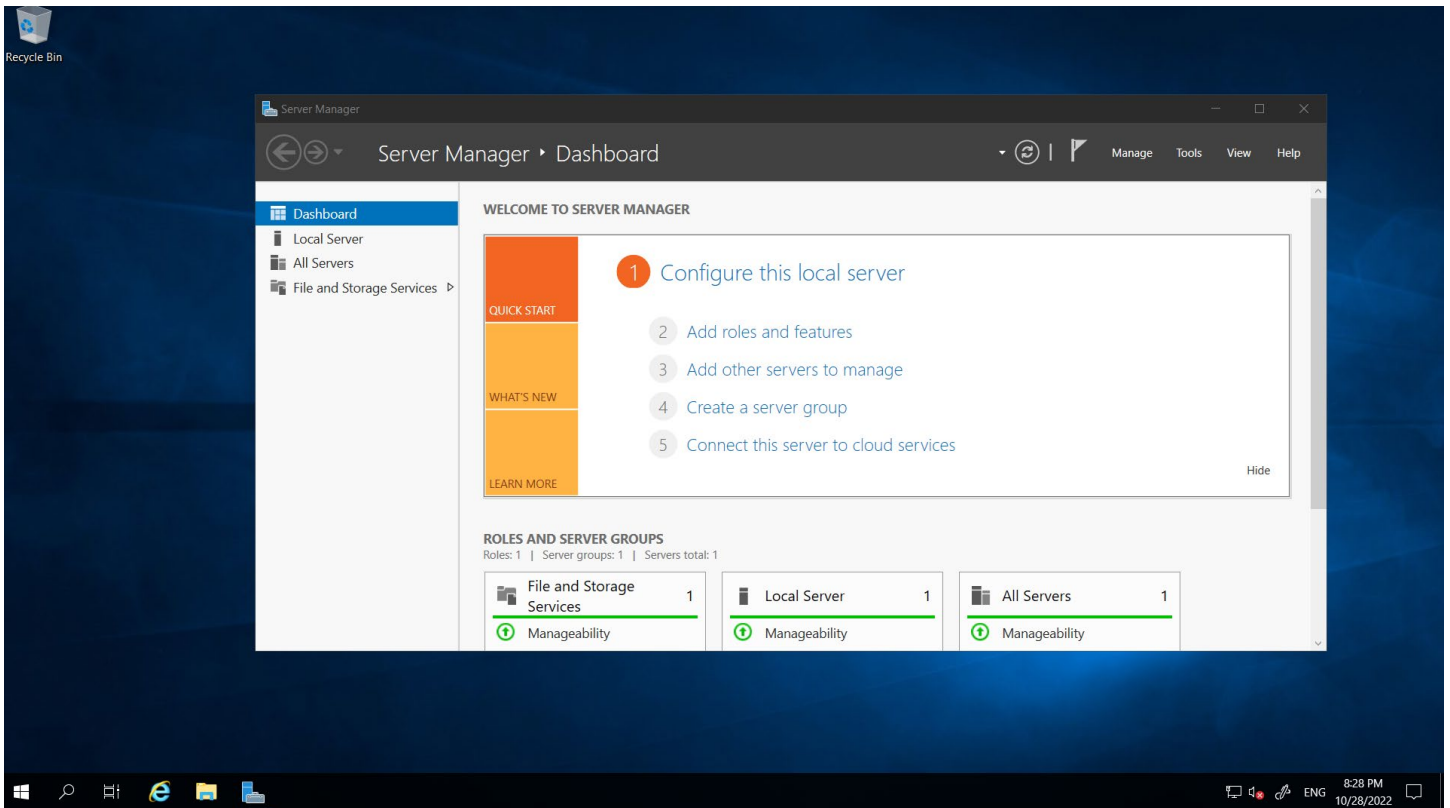 Recycle Bin
Server Manager
Server Manager ‣ Dashboard
Manage Tools View Help
Dashboard
Local Server
All Servers
File and Storage Services
WELCOME TO SERVER MANAGER
QUICK START
WHAT'S NEW
LEARN MORE
1 Configure this local server
2 Add roles and features
3 Add other servers to manage
4 Create a server group
5 Connect this server to cloud services
Hide
ROLES AND SERVER GROUPS
Roles: 1 | Server groups: 1 | Servers total: 1
File and Storage
Services
1
Manageability
Local Server 1
Manageability
All Servers 1
Manageability
ENG
8:28 PM
10/28/2022